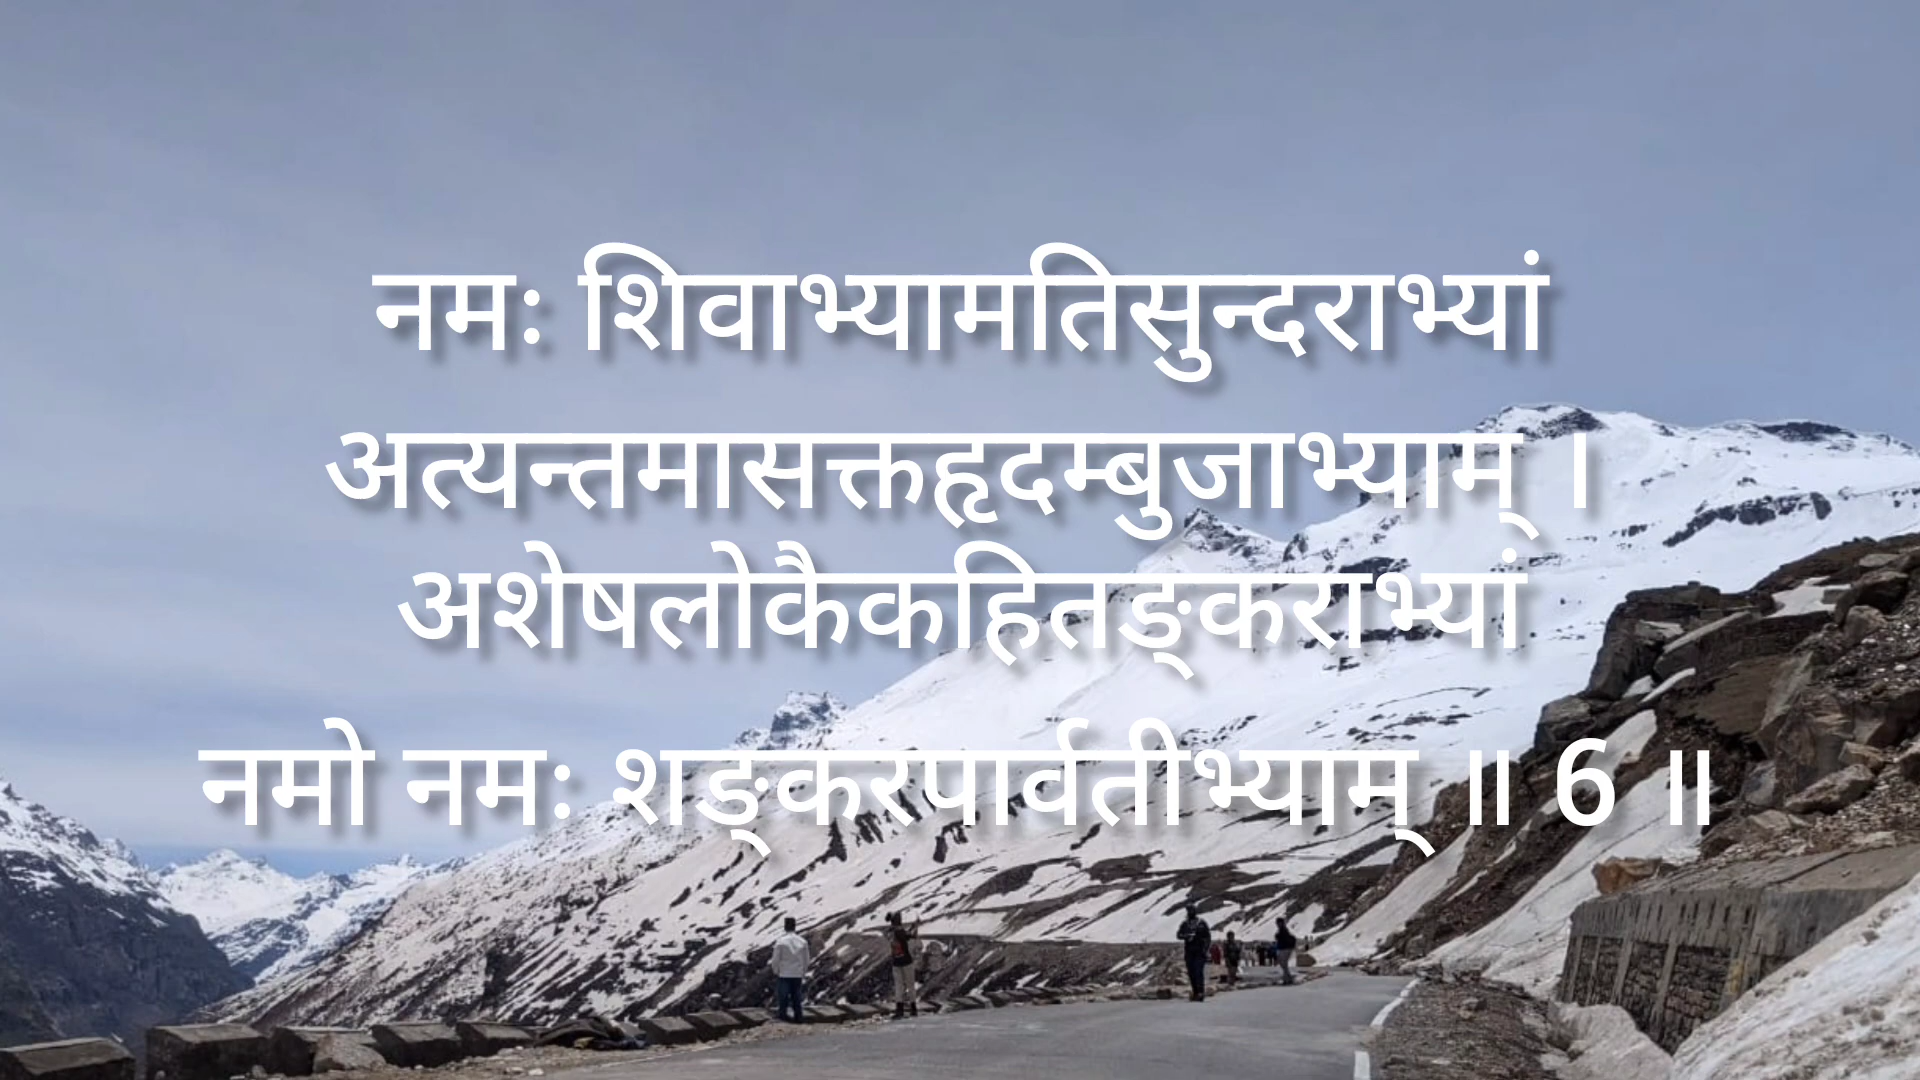 नमः शिवाभ्यामतिसुन्दराभ्यां
अत्यन्तमासक्तहृदम्बुजाभ्याम् ।
अशेषलोकैकहितङ्कराभ्यां
नमो नमः शङ्करपार्वतीभ्याम् ॥ 6 ॥